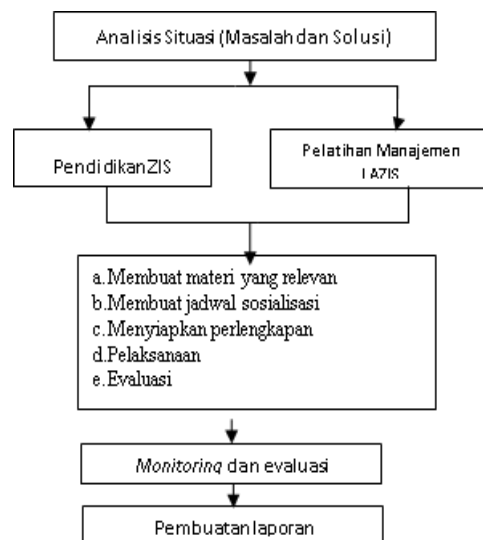 Analisis Situasi (Masalah dan Solusi)
Pendidikan ZIS
Pelatihan Manajemen
LAZIS
a.Membuat materi yang relevan
b.Membuat jadwal sosialisasi
c.Menyiapkan perlengkapan
d.Pelaksanaan
e.Evaluasi
Monitoring dan evaluasi
Pembuatan laporan